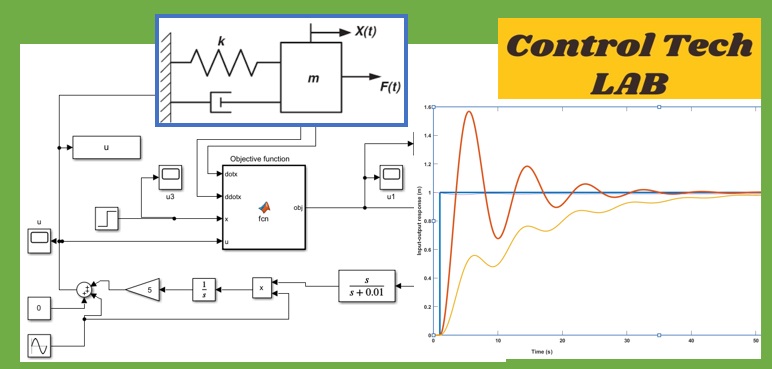 X(t)
k
m
F(t)
Control Tech
LAB
u
Objective function
dotx
ddotx
x
u
fcn
obj
u3
u1
u
0
5
1
s
x
s
s + 0.01
1.6
1.4
1.2
1
0.8
0.6
0.4
0.2
0
Input-output response (m)
0
10
20
30
40
50
Time (s)